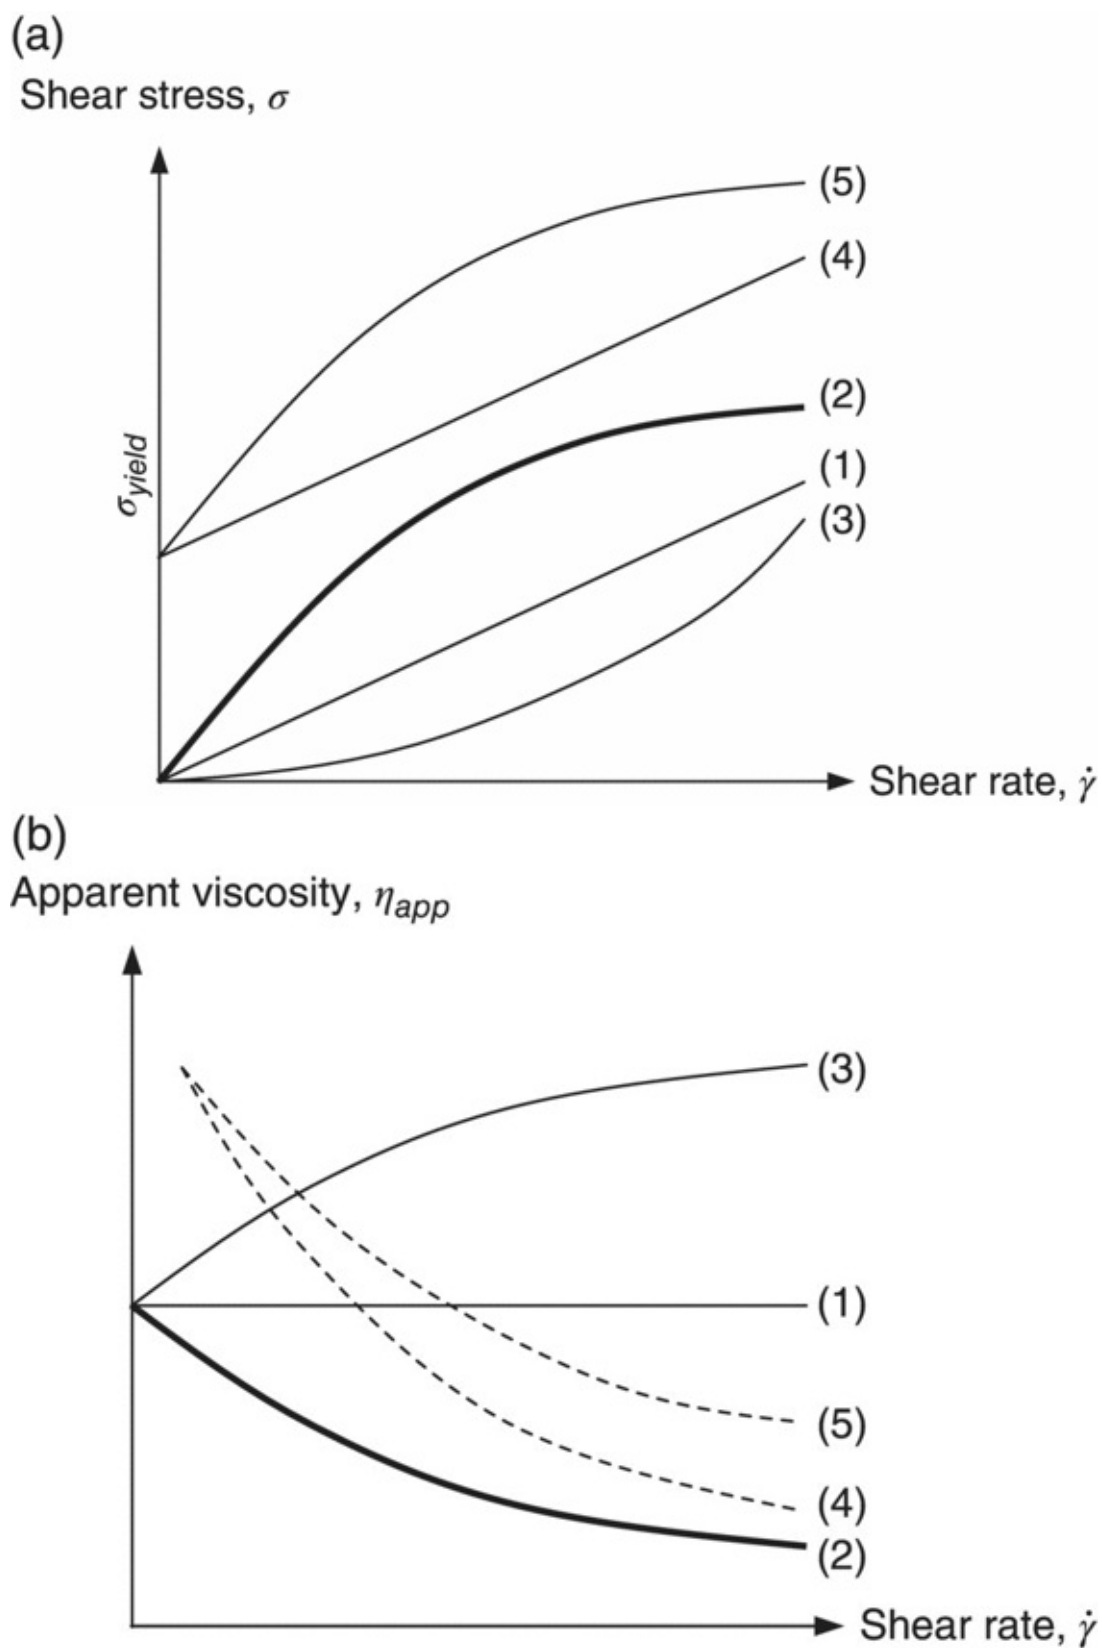 (a)
Shear stress, σ
(5)
(4)
(2)
(1)
(3)
σyield
Shear rate, γ̇
(b)
Apparent viscosity, ηapp
(3)
(1)
(5)
(4)
(2)
Shear rate, γ̇